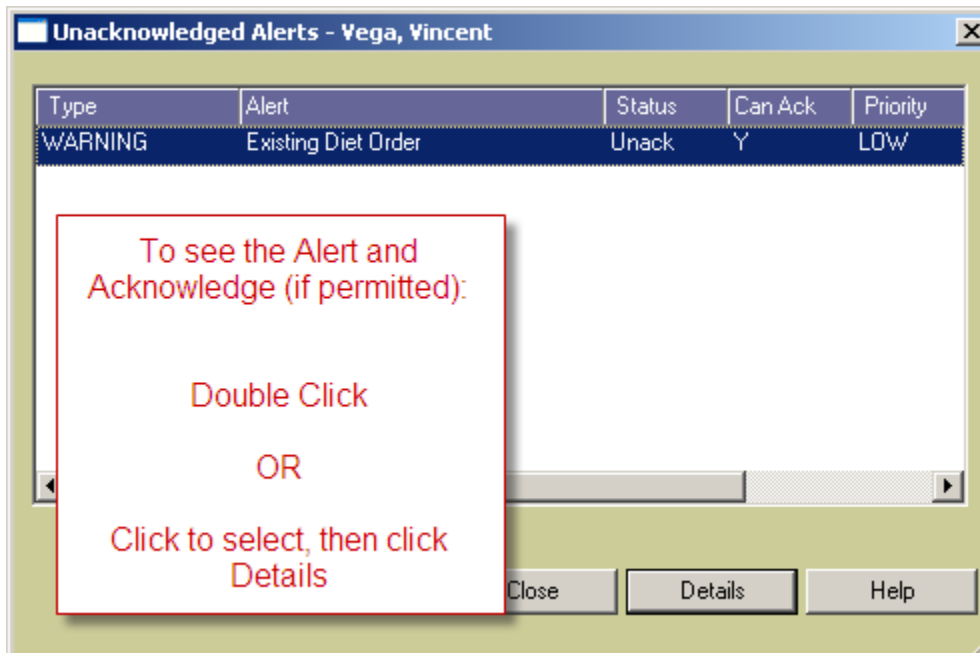 Unacknowledged Alerts - Vega, Vincent
Type Alert Status Can Ack Priority
WARNING Existing Diet Order Unack Y LOW
To see the Alert and
Acknowledge (if permitted):
Double Click
OR
Click to select, then click
Details
Close Details Help